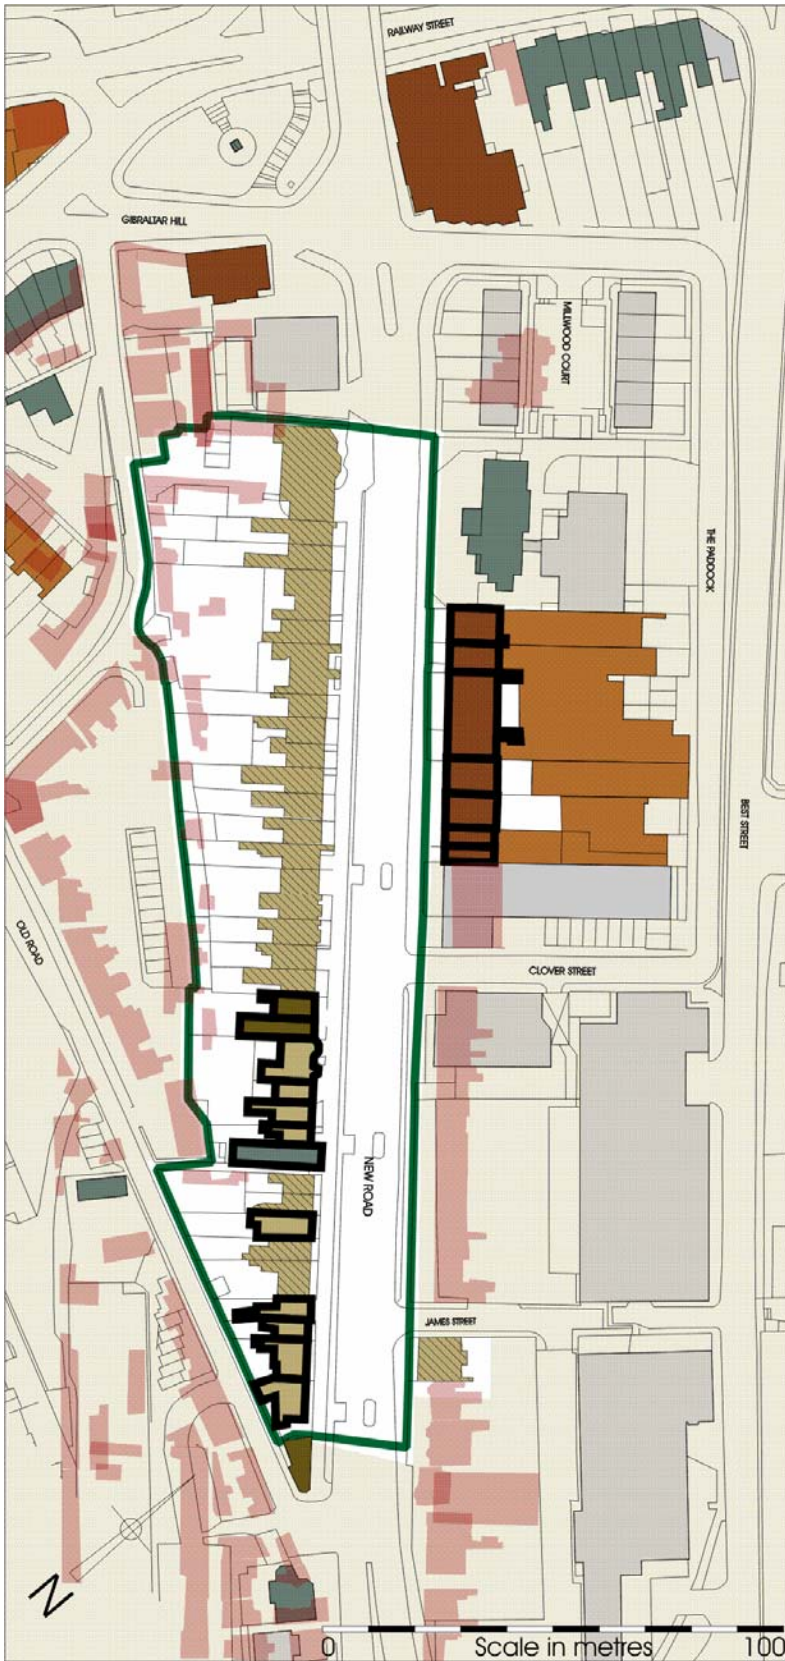 RAILWAY STREET
GIBRALTAR HILL
MILLWOOD COURT
THE PADDOCK
BEST STREET
OLD ROAD
CLOVER STREET
NEW ROAD
JAMES STREET
N
0 Scale in metres 100